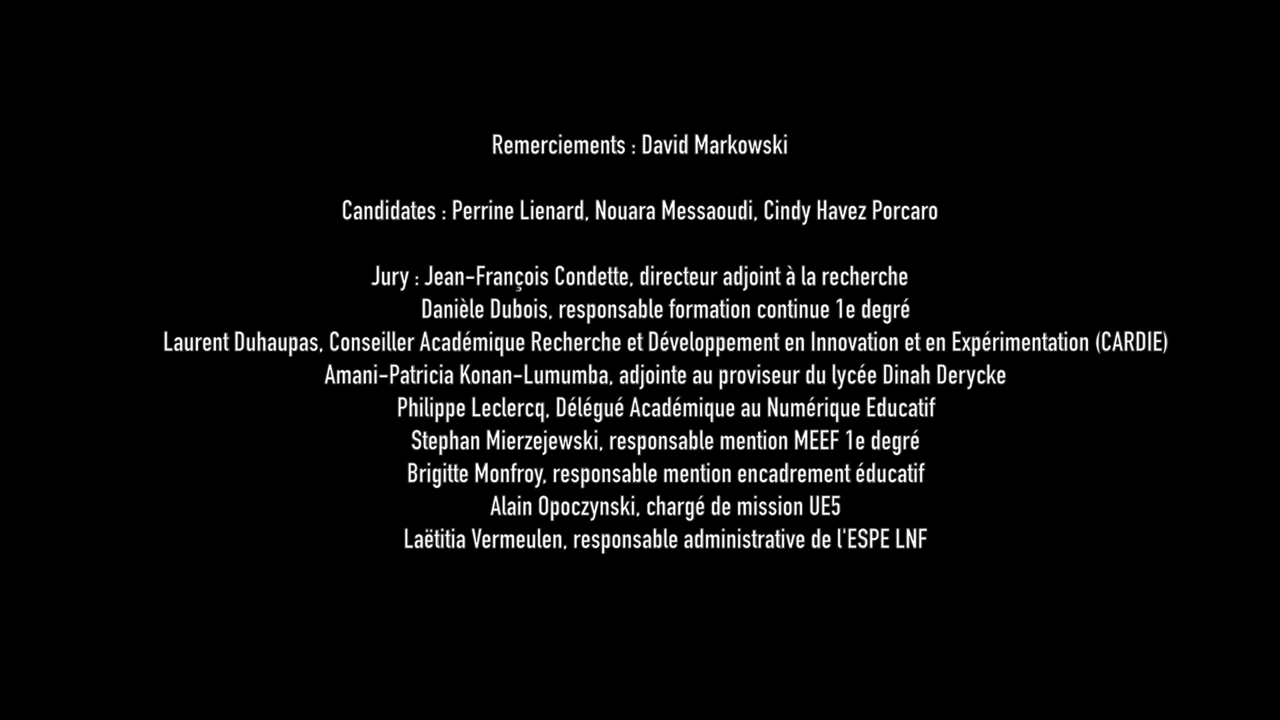 Remerciements : David Markowski
Candidates : Perrine Lienard, Nouara Messaoudi, Cindy Havez Porcaro
Jury : Jean-François Condette, directeur adjoint à la recherche
Danièle Dubois, responsable formation continue 1e degré
Laurent Duhaupas, Conseiller Académique Recherche et Développement en Innovation et en Expérimentation (CARDIE)
Amani-Patricia Konan-Lumumba, adjointe au proviseur du lycée Dinah Derycke
Philippe Leclercq, Délégué Académique au Numérique Educatif
Stephan Mierzejewski, responsable mention MEEF 1e degré
Brigitte Monfroy, responsable mention encadrement éducatif
Alain Opoczynski, chargé de mission UE5
Laëtitia Vermeulen, responsable administrative de l'ESPE LNF